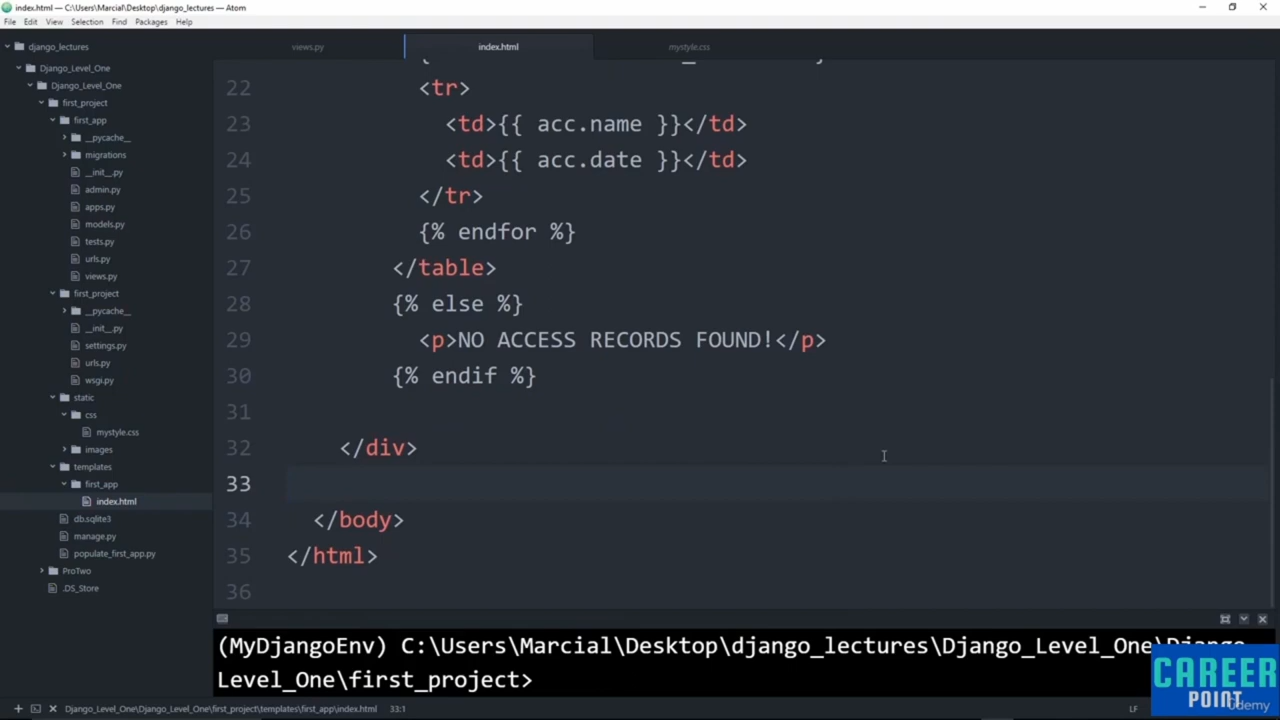 index.html — C:\Users\Marcial\Desktop\django_lectures — Atom
File Edit View Selection Find Packages Help
django_lectures
Django_Level_One
Django_Level_One
first_project
first_app
__pycache__
migrations
__init__.py
admin.py
apps.py
models.py
tests.py
urls.py
views.py
first_project
__pycache__
__init__.py
settings.py
urls.py
wsgi.py
static
css
mystyle.css
images
templates
first_app
index.html
db.sqlite3
manage.py
populate_first_app.py
ProTwo
.DS_Store
views.py index.html mystyle.css
22 <tr>
23 <td>{{ acc.name }}</td>
24 <td>{{ acc.date }}</td>
25 </tr>
26 {% endfor %}
27 </table>
28 {% else %}
29 <p>NO ACCESS RECORDS FOUND!</p>
30 {% endif %}
31
32 </div>
33
34 </body>
35 </html>
36
(MyDjangoEnv) C:\Users\Marcial\Desktop\django_lectures\Django_Level_One\Django_
Level_One\first_project>
Django_Level_One\Django_Level_One\first_project\templates\first_app\index.html 33:1 LF
CAREER
POINT
Udemy